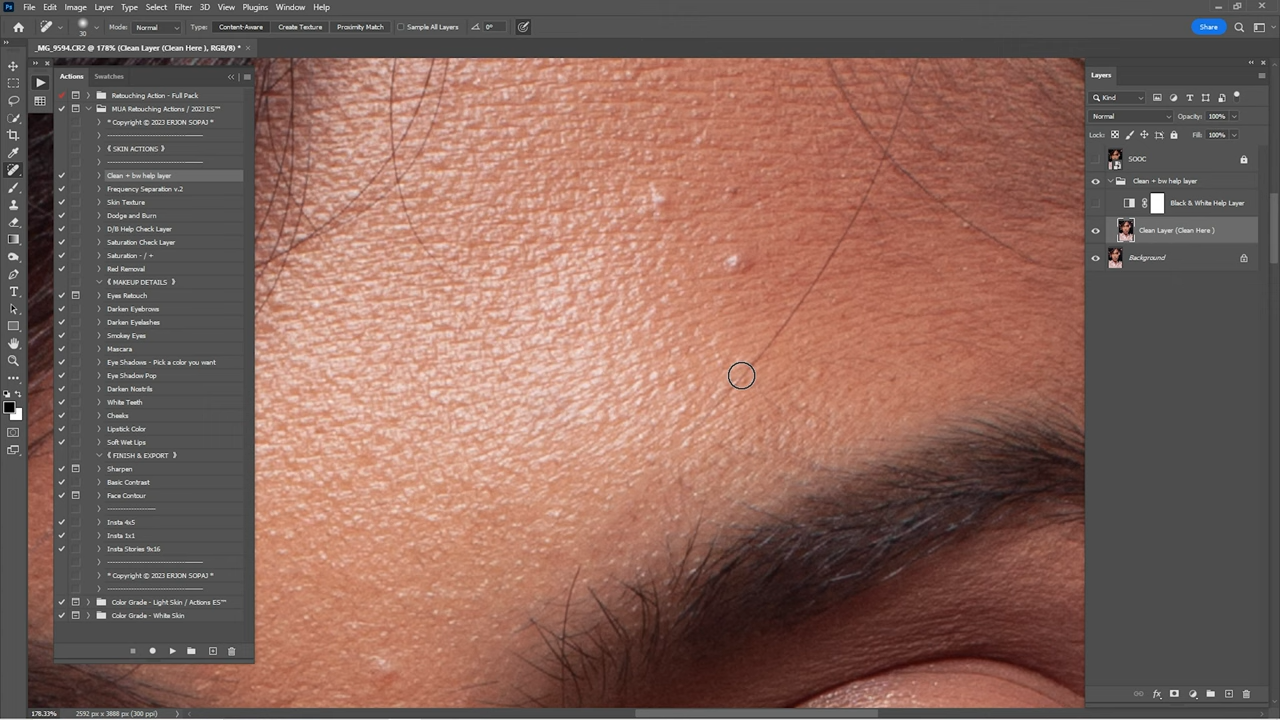 Ps File Edit Image Layer Type Select Filter 3D View Plugins Window Help
30 Mode: Normal Type: Content-Aware Create Texture Proximity Match Sample All Layers 0° Share
_MG_9594.CR2 @ 178% (Clean Layer (Clean Here ), RGB/8) *
Actions Swatches
Retouching Action - Full Pack
MUA Retouching Actions / 2023 ES™
* Copyright © 2023 ERJON SOPAJ *
-----------------------------------
《 SKIN ACTIONS 》
-----------------------------------
Clean + bw help layer
Frequency Separation v.2
Skin Texture
Dodge and Burn
D/B Help Check Layer
Saturation Check Layer
Saturation - / +
Red Removal
《 MAKEUP DETAILS 》
Eyes Retouch
Darken Eyebrows
Darken Eyelashes
Smokey Eyes
Mascara
Eye Shadows - Pick a color you want
Eye Shadow Pop
Darken Nostrils
White Teeth
Cheeks
Lipstick Color
Soft Wet Lips
《 FINISH & EXPORT 》
Sharpen
Basic Contrast
Face Contour
------------------
Insta 4x5
Insta 1x1
Insta Stories 9x16
-----------------------------------
* Copyright © 2023 ERJON SOPAJ *
-----------------------------------
Color Grade - Light Skin / Actions ES™
Color Grade - White Skin
Layers
Kind
Normal Opacity: 100%
Lock: Fill: 100%
SOOC
Clean + bw help layer
Black & White Help Layer
Clean Layer (Clean Here )
Background
178.33% 2592 px x 3888 px (300 ppi)